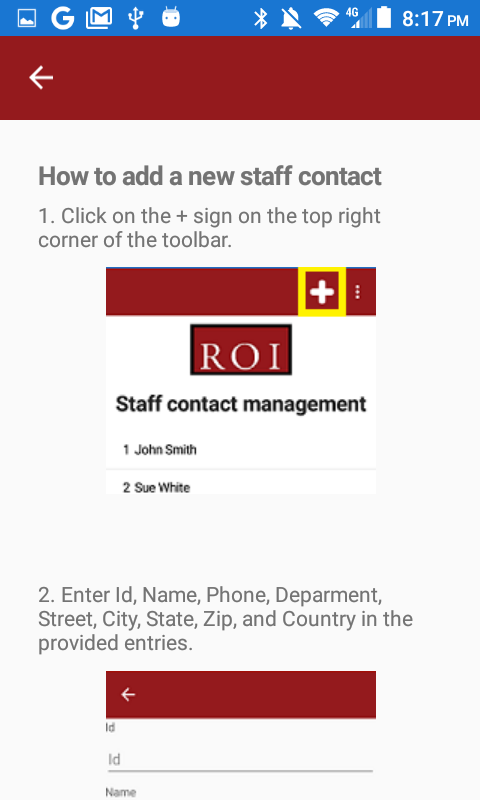 4G 8:17 PM
How to add a new staff contact
1. Click on the + sign on the top right
corner of the toolbar.
ROI
Staff contact management
1 John Smith
2 Sue White
2. Enter Id, Name, Phone, Deparment,
Street, City, State, Zip, and Country in the
provided entries.
Id
Id
Name